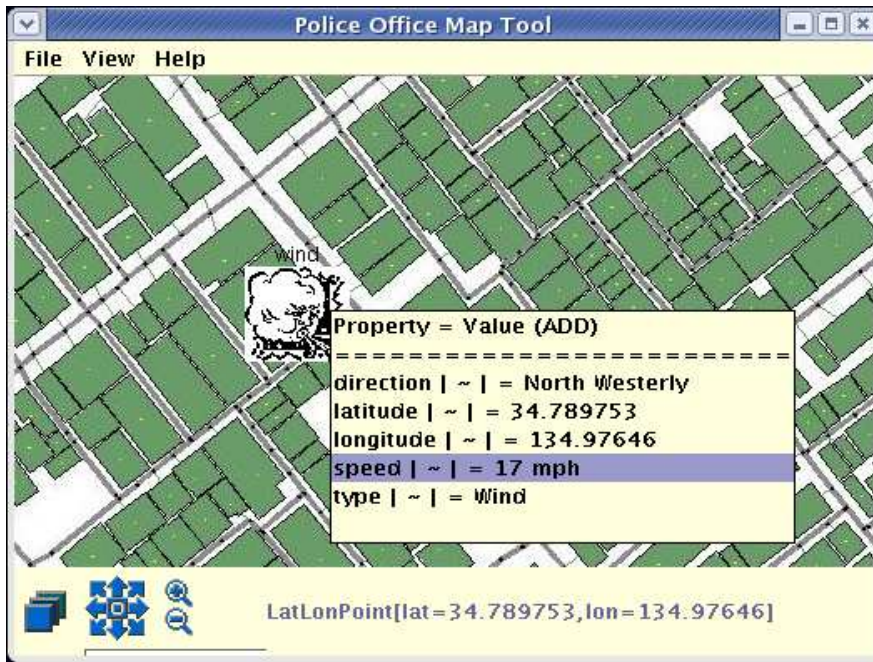 Police Office Map Tool
File View Help
wind
Property = Value (ADD)
==========================
direction | ~ | = North Westerly
latitude | ~ | = 34.789753
longitude | ~ | = 134.97646
speed | ~ | = 17 mph
type | ~ | = Wind
LatLonPoint[lat=34.789753,lon=134.97646]